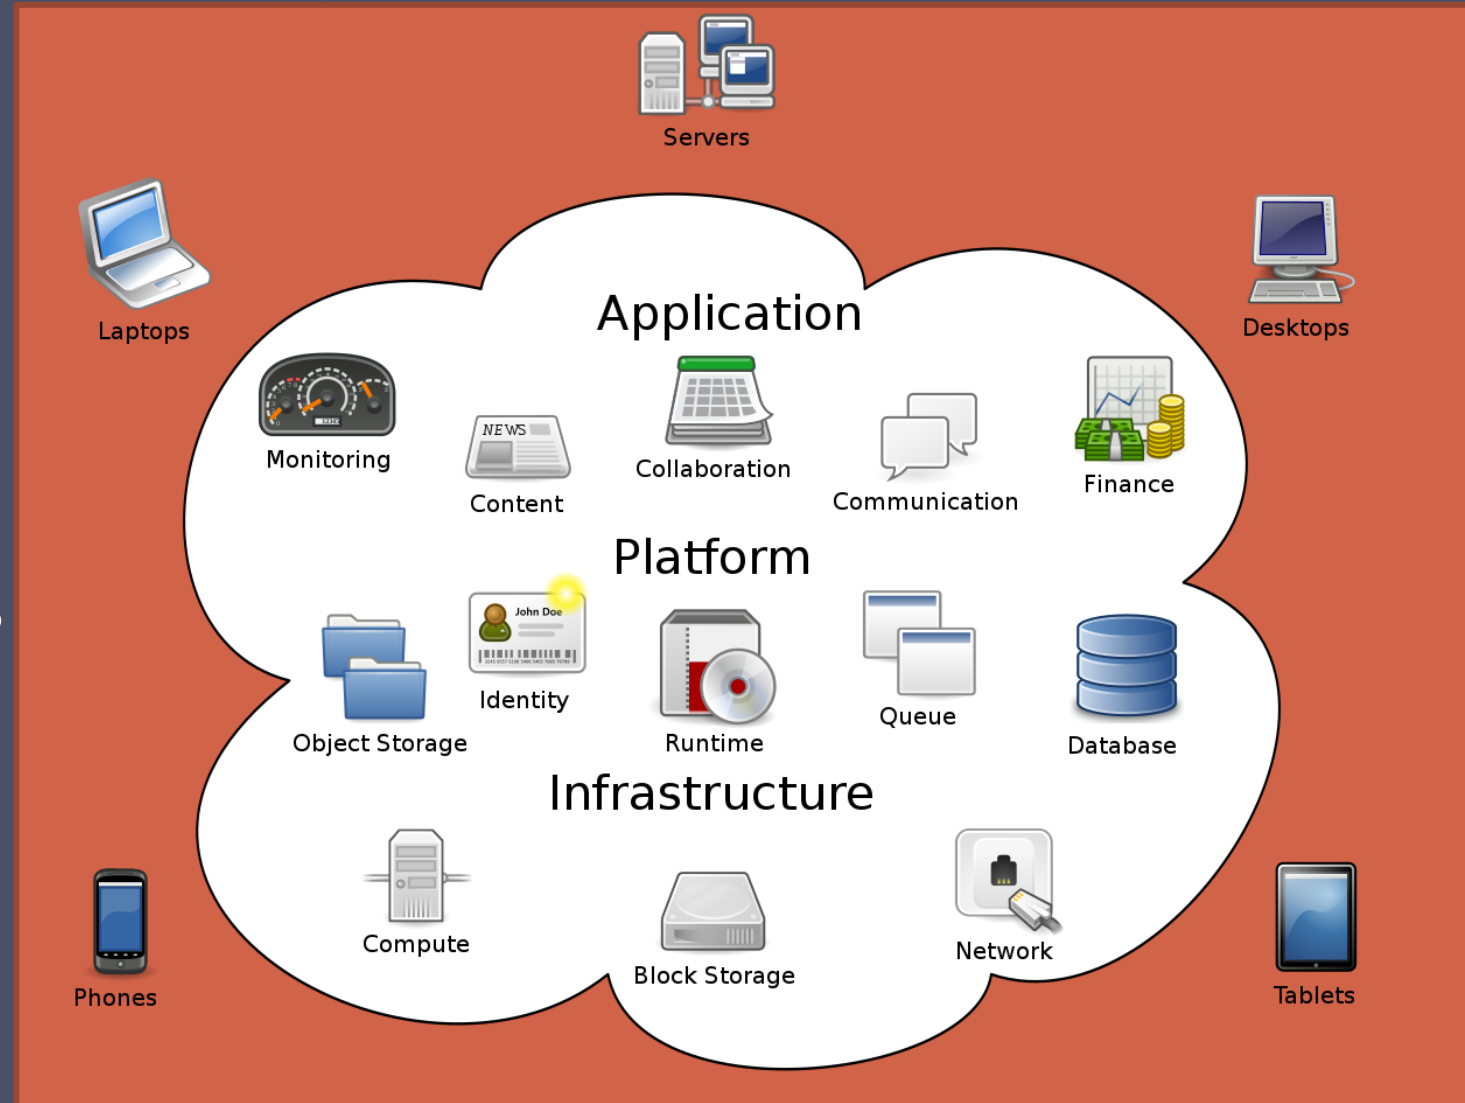 Servers
Laptops
Desktops
Application
Monitoring
NEWS
Content
Collaboration
Communication
Finance
Platform
John Doe
Identity
Object Storage
Runtime
Queue
Database
Infrastructure
Compute
Block Storage
Network
Phones
Tablets